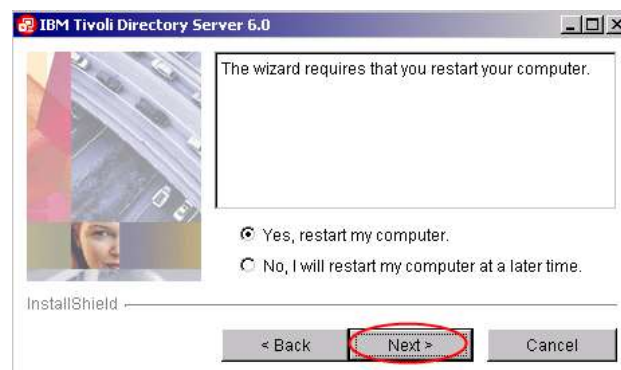 IBM Tivoli Directory Server 6.0
The wizard requires that you restart your computer.
Yes, restart my computer.
No, I will restart my computer at a later time.
InstallShield
< Back
Next >
Cancel